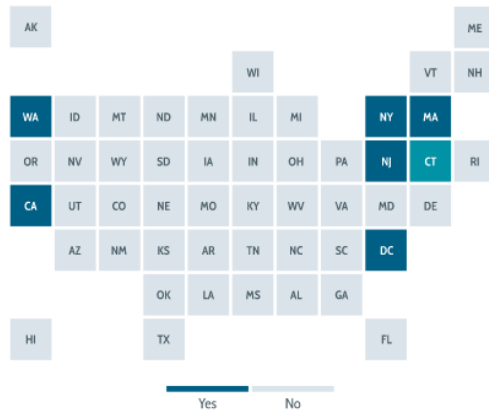 AK ME
WI VT NH
WA ID MT ND MN IL MI NY MA
OR NV WY SD IA IN OH PA NJ CT RI
CA UT CO NE MO KY WV VA MD DE
AZ NM KS AR TN NC SC DC
OK LA MS AL GA
HI TX FL
Yes No